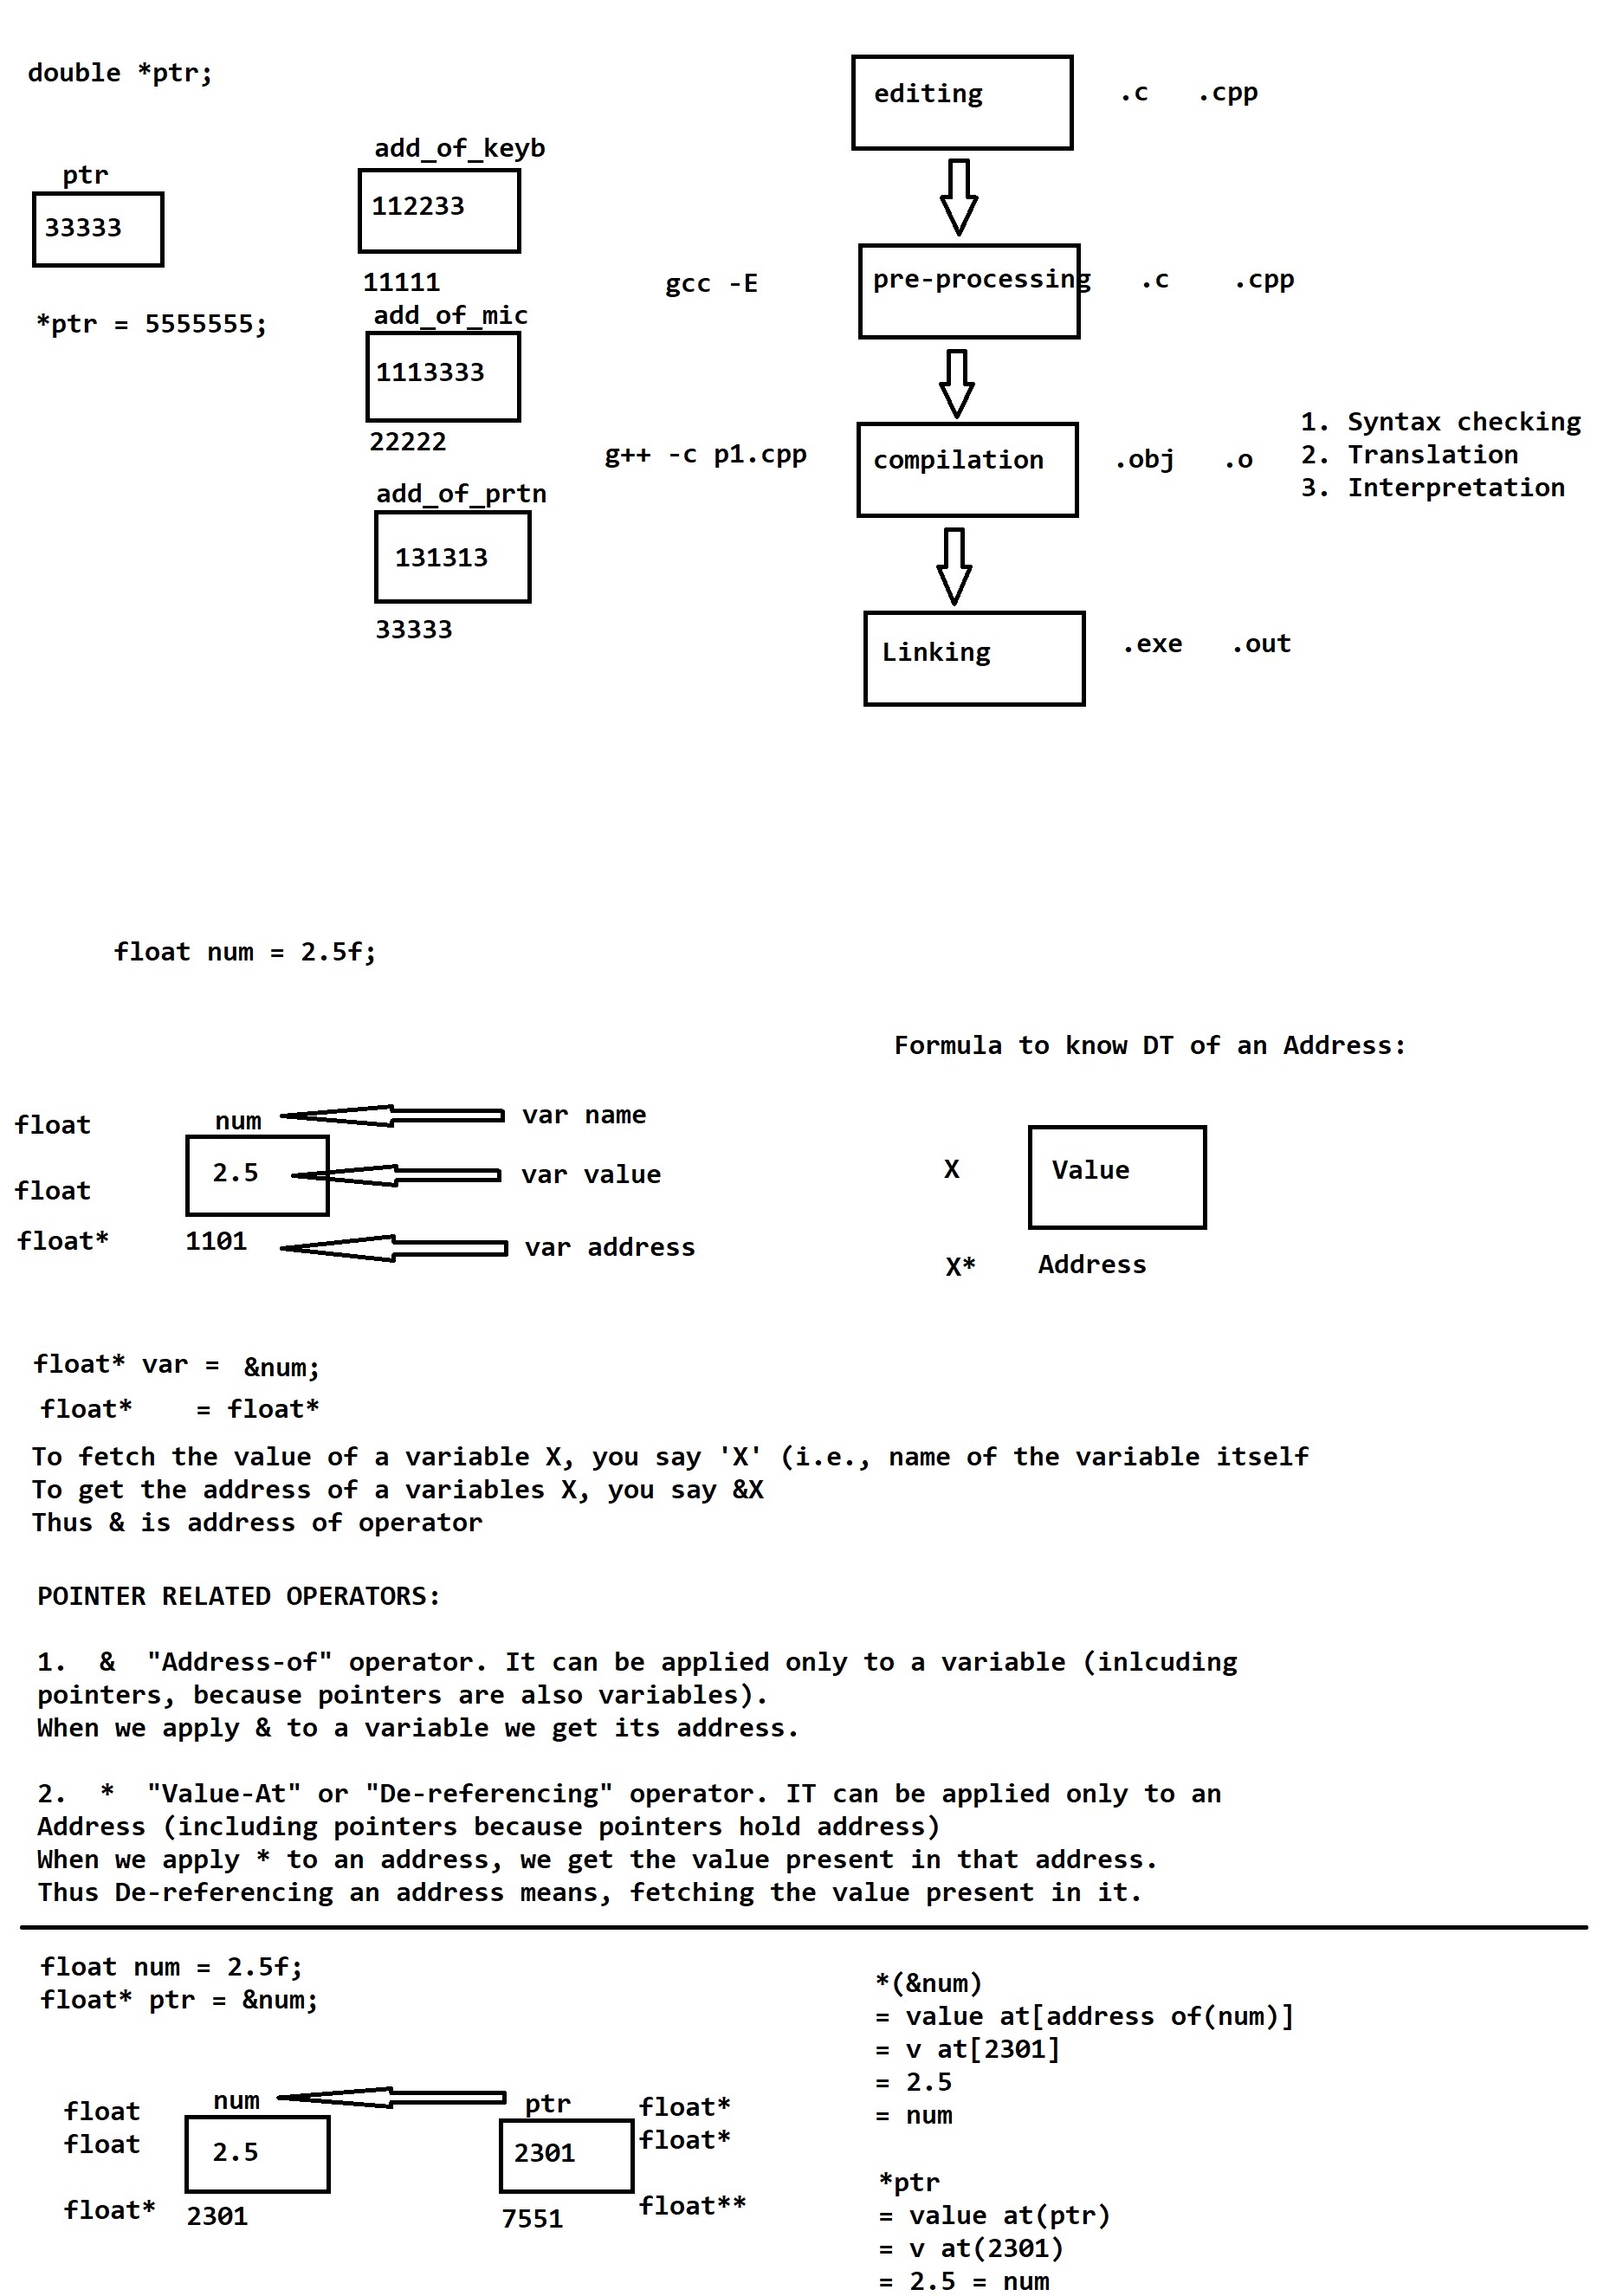 double *ptr;
ptr
33333
*ptr = 5555555;
add_of_keyb
112233
11111
add_of_mic
1113333
22222
add_of_prtn
131313
33333
editing .c .cpp
gcc -E pre-processing .c .cpp
g++ -c p1.cpp compilation .obj .o
1. Syntax checking
2. Translation
3. Interpretation
Linking .exe .out
float num = 2.5f;
float num var name
float 2.5 var value
float* 1101 var address
Formula to know DT of an Address:
X Value
X* Address
float* var = &num;
float* = float*
To fetch the value of a variable X, you say 'X' (i.e., name of the variable itself
To get the address of a variables X, you say &X
Thus & is address of operator
POINTER RELATED OPERATORS:
1. & "Address-of" operator. It can be applied only to a variable (inlcuding
pointers, because pointers are also variables).
When we apply & to a variable we get its address.
2. * "Value-At" or "De-referencing" operator. IT can be applied only to an
Address (including pointers because pointers hold address)
When we apply * to an address, we get the value present in that address.
Thus De-referencing an address means, fetching the value present in it.
float num = 2.5f;
float* ptr = &num;
float num ptr float*
float 2.5 2301 float*
float* 2301 7551 float**
*(&num)
= value at[address of(num)]
= v at[2301]
= 2.5
= num
*ptr
= value at(ptr)
= v at(2301)
= 2.5 = num